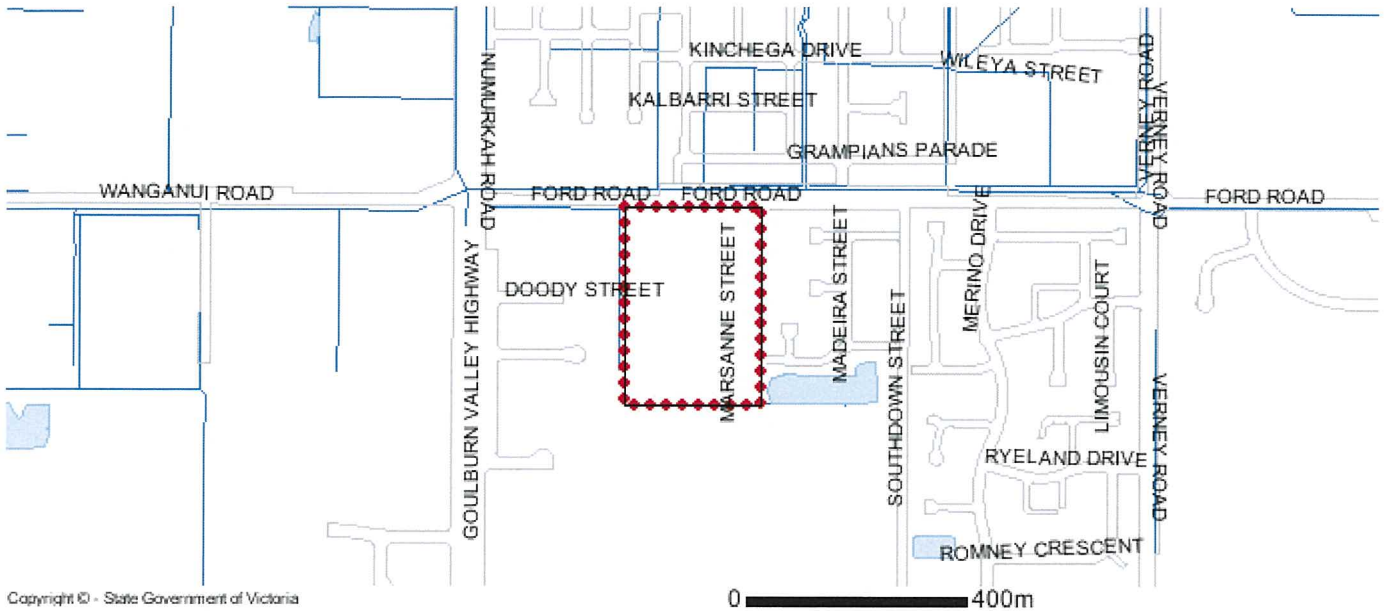 KINCHEGA DRIVE
WILEYA STREET
KALBARRI STREET
GRAMPIANS PARADE
NUMURKAH ROAD
VERNEY ROAD
VERNEY ROAD
WANGANUI ROAD
FORD ROAD
FORD ROAD
FORD ROAD
DOODY STREET
MARSANNE STREET
MADEIRA STREET
MERINO DRIVE
GOULBURN VALLEY HIGHWAY
SOUTHDOWN STREET
LIMOUSIN COURT
VERNEY ROAD
RYELAND DRIVE
ROMNEY CRESCENT
Copyright © - State Government of Victoria
0 400m